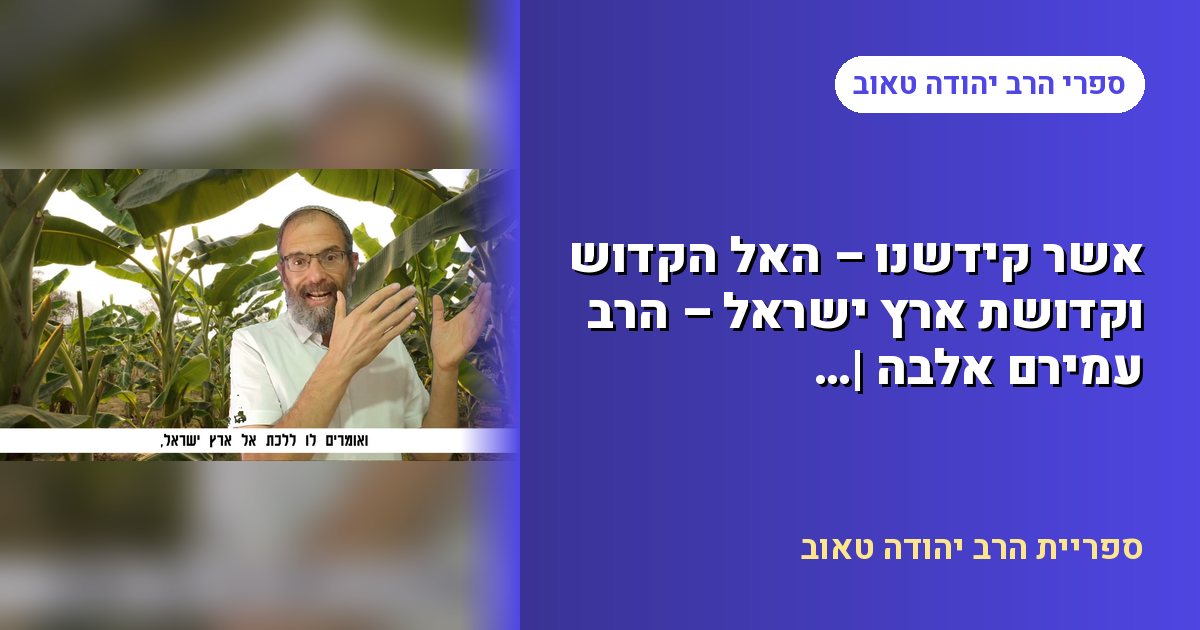 ספרי הרב יהודה טאוב
אשר קידשנו – האל הקדוש
וקדושת ארץ ישראל – הרב
עמירם אלבה |...
ואומרים לו ללכת אל ארץ ישראל,
ספריית הרב יהודה טאוב